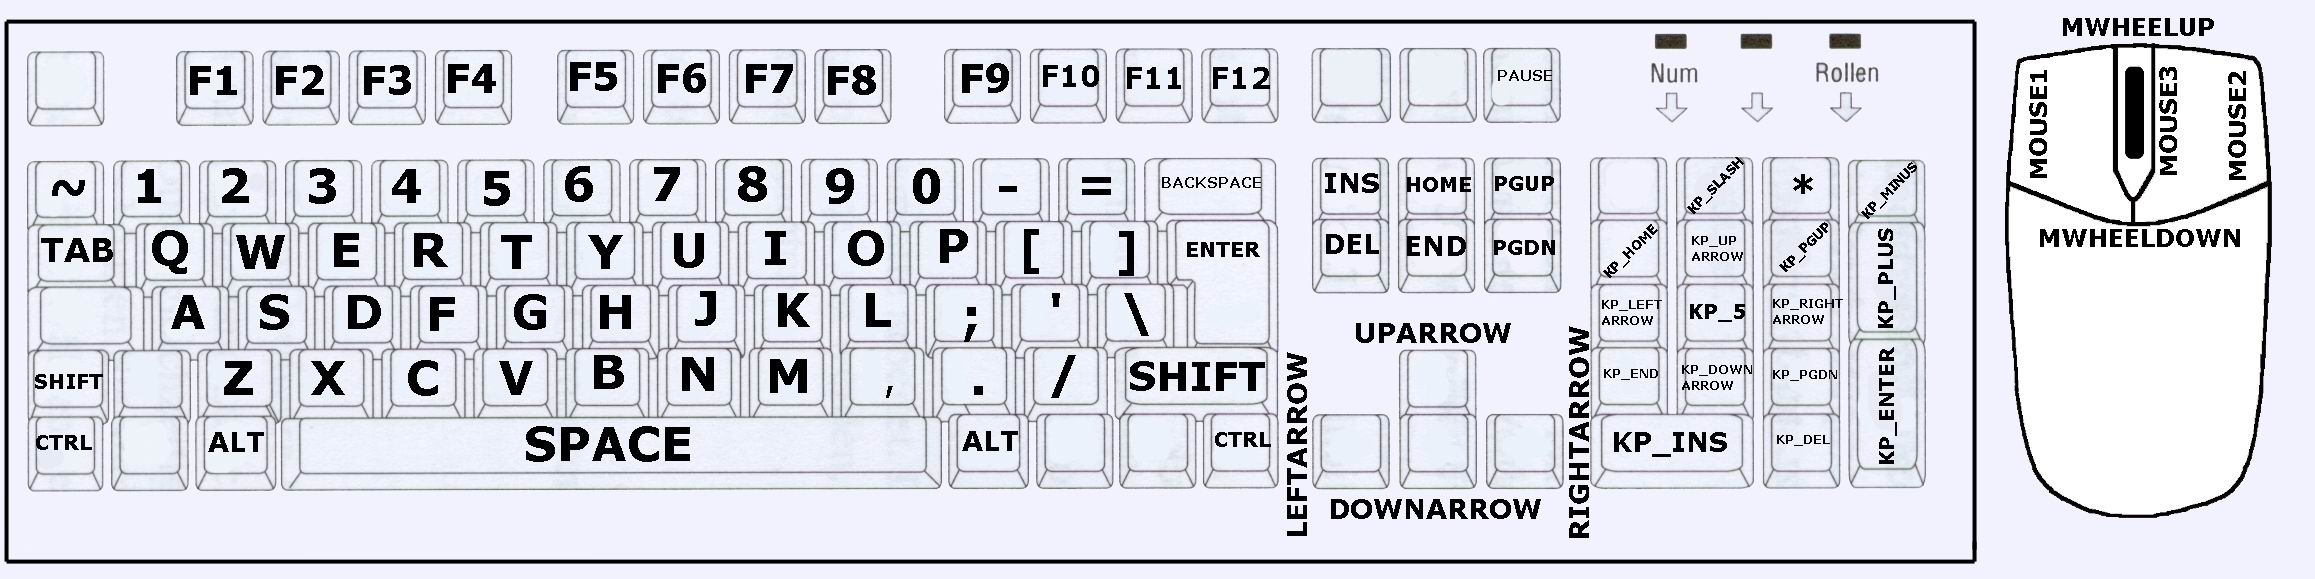 F1 F2 F3 F4 F5 F6 F7 F8 F9 F10 F11 F12 PAUSE Num Rollen
~ 1 2 3 4 5 6 7 8 9 0 - = BACKSPACE INS HOME PGUP KP_SLASH * KP_MINUS
TAB Q W E R T Y U I O P [ ] ENTER DEL END PGDN KP_HOME KP_UP ARROW KP_PGUP KP_PLUS
A S D F G H J K L ; ' \ KP_LEFT ARROW KP_5 KP_RIGHT ARROW
UPARROW
SHIFT Z X C V B N M , . / SHIFT LEFTARROW RIGHTARROW KP_END KP_DOWN ARROW KP_PGDN KP_ENTER
CTRL ALT SPACE ALT CTRL KP_INS KP_DEL
DOWNARROW
MWHEELUP
MOUSE1 MOUSE3 MOUSE2
MWHEELDOWN